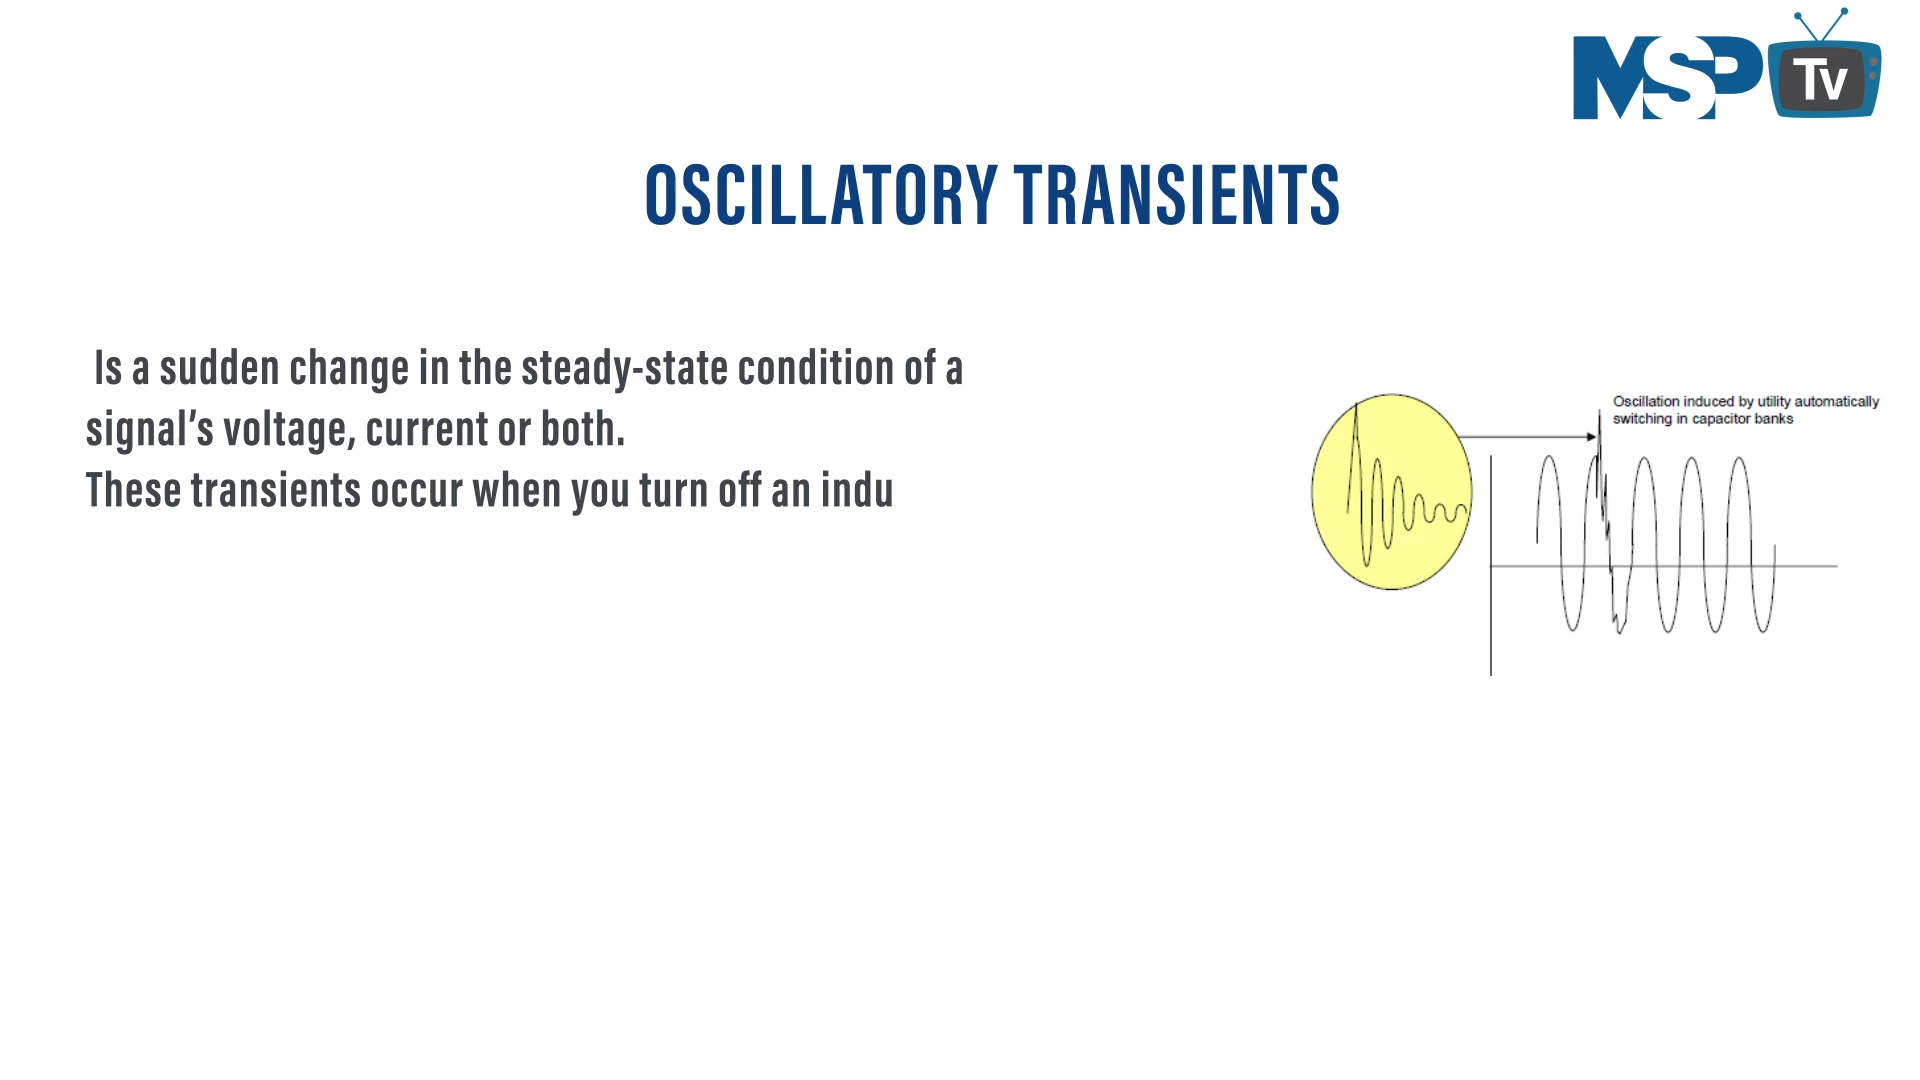 MSP Tv
OSCILLATORY TRANSIENTS
Is a sudden change in the steady-state condition of a
signal’s voltage, current or both.
These transients occur when you turn off an indu
Oscillation induced by utility automatically
switching in capacitor banks